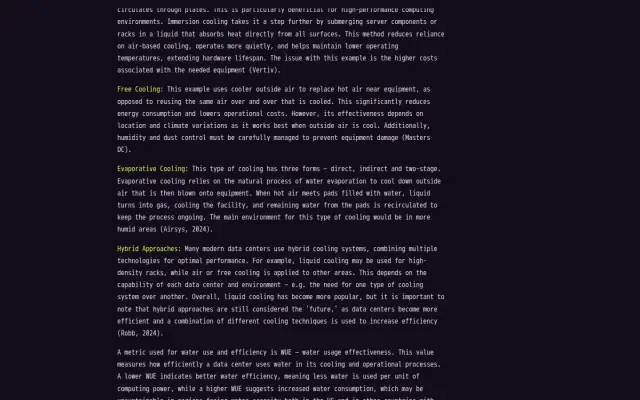 circulates through plates. This is particularly beneficial for high-performance computing
environments. Immersion cooling takes it a step further by submerging server components or
racks in a liquid that absorbs heat directly from all surfaces. This method reduces reliance
on air-based cooling, operates more quietly, and helps maintain lower operating
temperatures, extending hardware lifespan. The issue with this example is the higher costs
associated with the needed equipment (Vertiv).
Free Cooling: This example uses cooler outside air to replace hot air near equipment, as
opposed to reusing the same air over and over that is cooled. This significantly reduces
energy consumption and lowers operational costs. However, its effectiveness depends on
location and climate variations as it works best when outside air is cool. Additionally,
humidity and dust control must be carefully managed to prevent equipment damage (Masters
DC).
Evaporative Cooling: This type of cooling has three forms – direct, indirect and two-stage.
Evaporative cooling relies on the natural process of water evaporation to cool down outside
air that is then blown onto equipment. When hot air meets pads filled with water, liquid
turns into gas, cooling the facility, and remaining water from the pads is recirculated to
keep the process ongoing. The main environment for this type of cooling would be in more
humid areas (Airsys, 2024).
Hybrid Approaches: Many modern data centers use hybrid cooling systems, combining multiple
technologies for optimal performance. For example, liquid cooling may be used for high-
density racks, while air or free cooling is applied to other areas. This depends on the
capability of each data center and environment – e.g. the need for one type of cooling
system over another. Overall, liquid cooling has become more popular, but it is important to
note that hybrid approaches are still considered the 'future,' as data centers become more
efficient and a combination of different cooling techniques is used to increase efficiency
(Robb, 2024).
A metric used for water use and efficiency is WUE – water usage effectiveness. This value
measures how efficiently a data center uses water in its cooling and operational processes.
A lower WUE indicates better water efficiency, meaning less water is used per unit of
computing power, while a higher WUE suggests increased water consumption, which may be